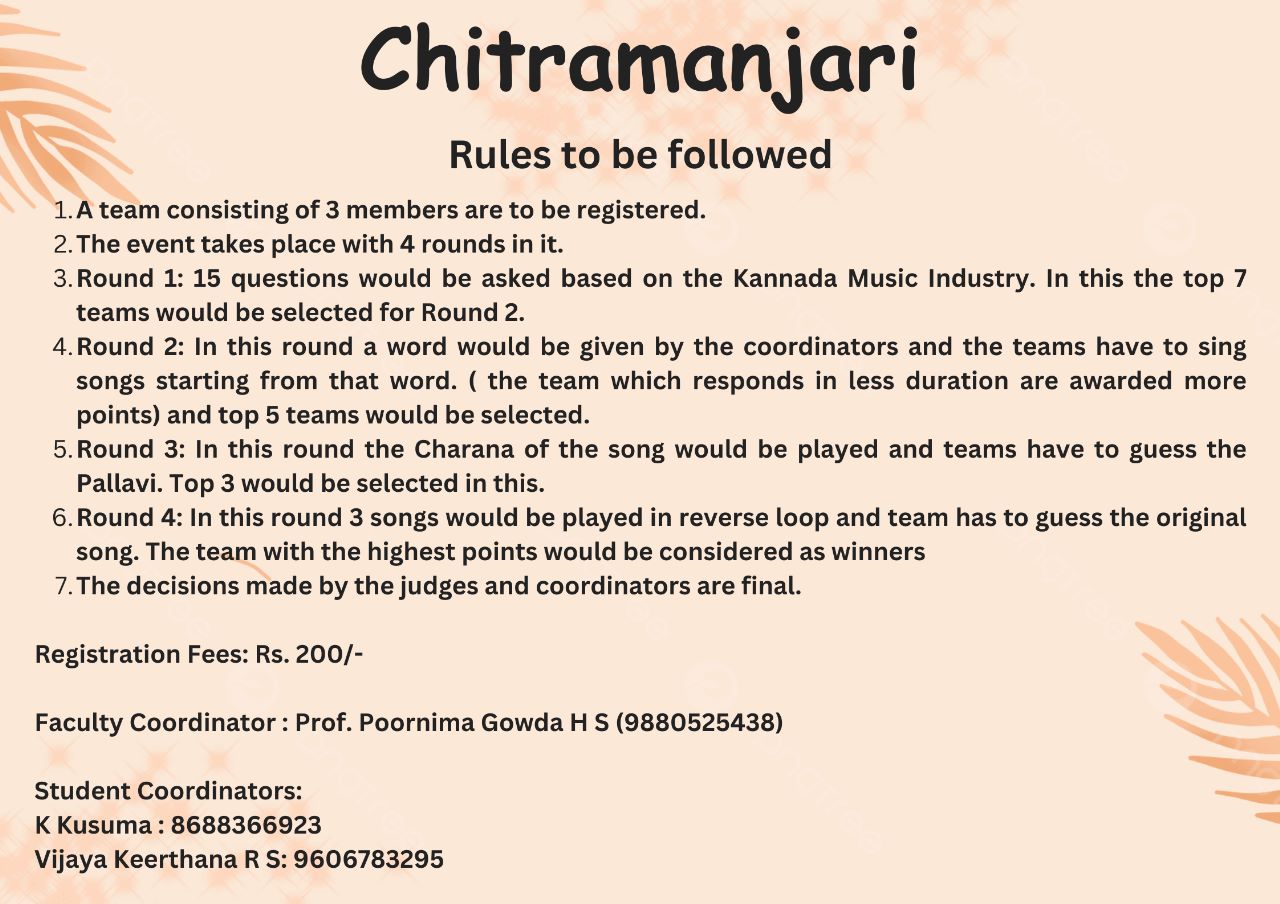 Chitramanjari
Rules to be followed
1. A team consisting of 3 members are to be registered.
2. The event takes place with 4 rounds in it.
3. Round 1: 15 questions would be asked based on the Kannada Music Industry. In this the top 7
teams would be selected for Round 2.
4. Round 2: In this round a word would be given by the coordinators and the teams have to sing
songs starting from that word. ( the team which responds in less duration are awarded more
points) and top 5 teams would be selected.
5. Round 3: In this round the Charana of the song would be played and teams have to guess the
Pallavi. Top 3 would be selected in this.
6. Round 4: In this round 3 songs would be played in reverse loop and team has to guess the original
song. The team with the highest points would be considered as winners
7. The decisions made by the judges and coordinators are final.
Registration Fees: Rs. 200/-
Faculty Coordinator : Prof. Poornima Gowda H S (9880525438)
Student Coordinators:
K Kusuma : 8688366923
Vijaya Keerthana R S: 9606783295